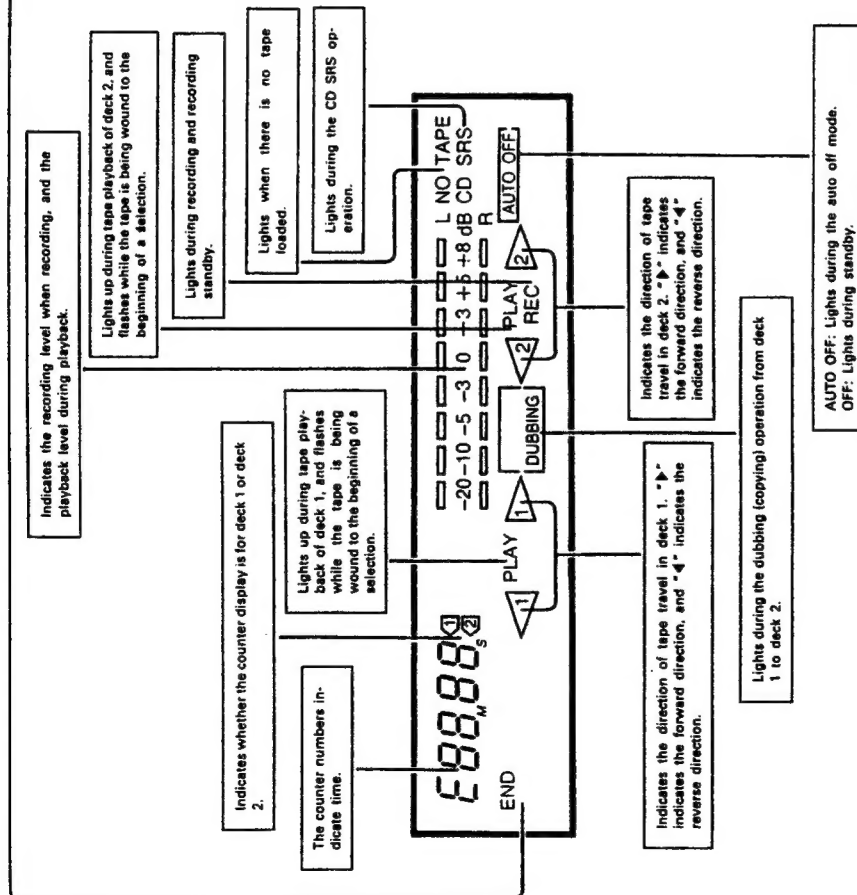 Indicates the recording level when recording, and the
playback level during playback.
Lights up during tape playback of deck 2, and
flashes while the tape is being wound to the
beginning of a selection.
Indicates whether the counter display is for deck 1 or deck
2.
Lights during recording and recording
standby.
The counter numbers in-
dicate time.
Lights up during tape play-
back of deck 1, and flashes
while the tape is being
wound to the beginning of a
selection.
Lights when there is no tape
loaded.
Lights during the CD SRS op-
eration.
E88.88 1
M S 2
L NO TAPE
-20 -10 -5 -3 0 +3 +5 +8 dB CD SRS
R
END
PLAY
PLAY
REC
1 1 DUBBING 2 2 AUTO OFF
Indicates the direction of tape travel in deck 1. "▶"
indicates the forward direction, and "◀" indicates the
reverse direction.
Indicates the direction of tape
travel in deck 2. "▶" indicates
the forward direction, and "◀"
indicates the reverse direction.
Lights during the dubbing (copying) operation from deck
1 to deck 2.
AUTO OFF: Lights during the auto off mode.
OFF: Lights during standby.